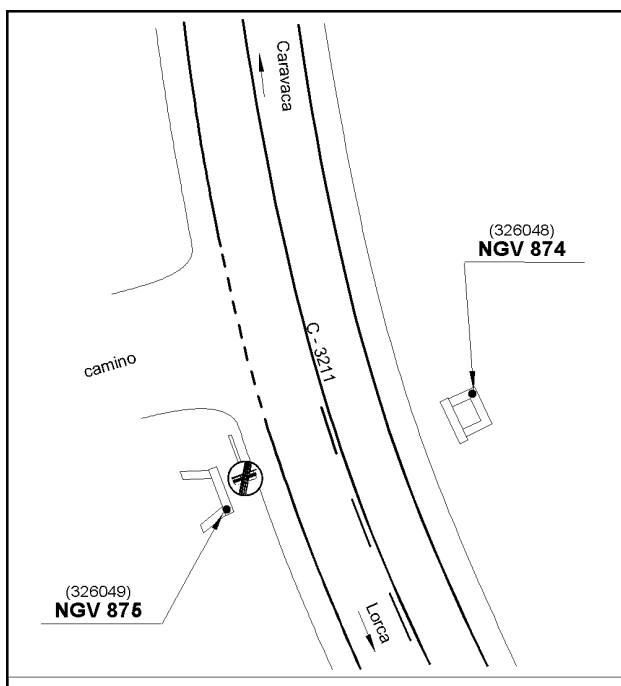 Caravaca
(326048)
NGV 874
C - 3211
camino
(326049)
NGV 875
Lorca